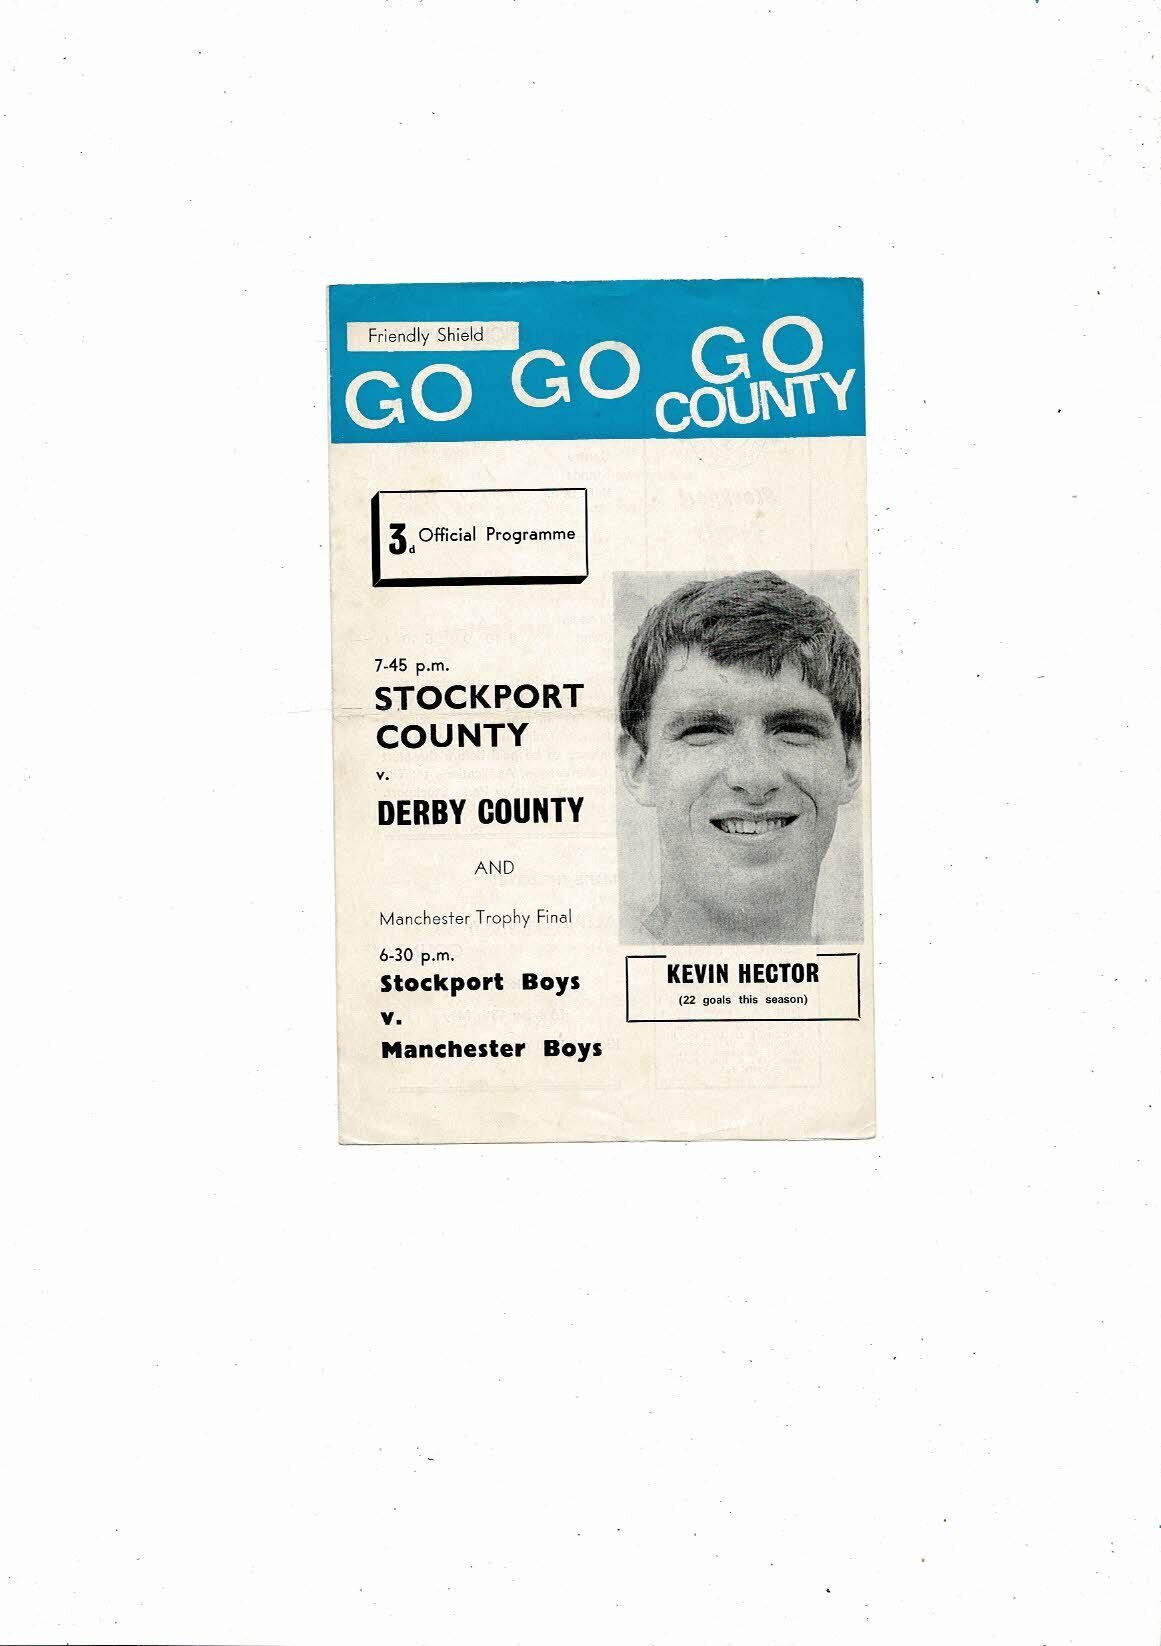 Friendly Shield
GO GO GO
COUNTY
3d Official Programme
7-45 p.m.
STOCKPORT
COUNTY
v.
DERBY COUNTY
AND
Manchester Trophy Final
6-30 p.m.
Stockport Boys
v.
Manchester Boys
KEVIN HECTOR
(22 goals this season)